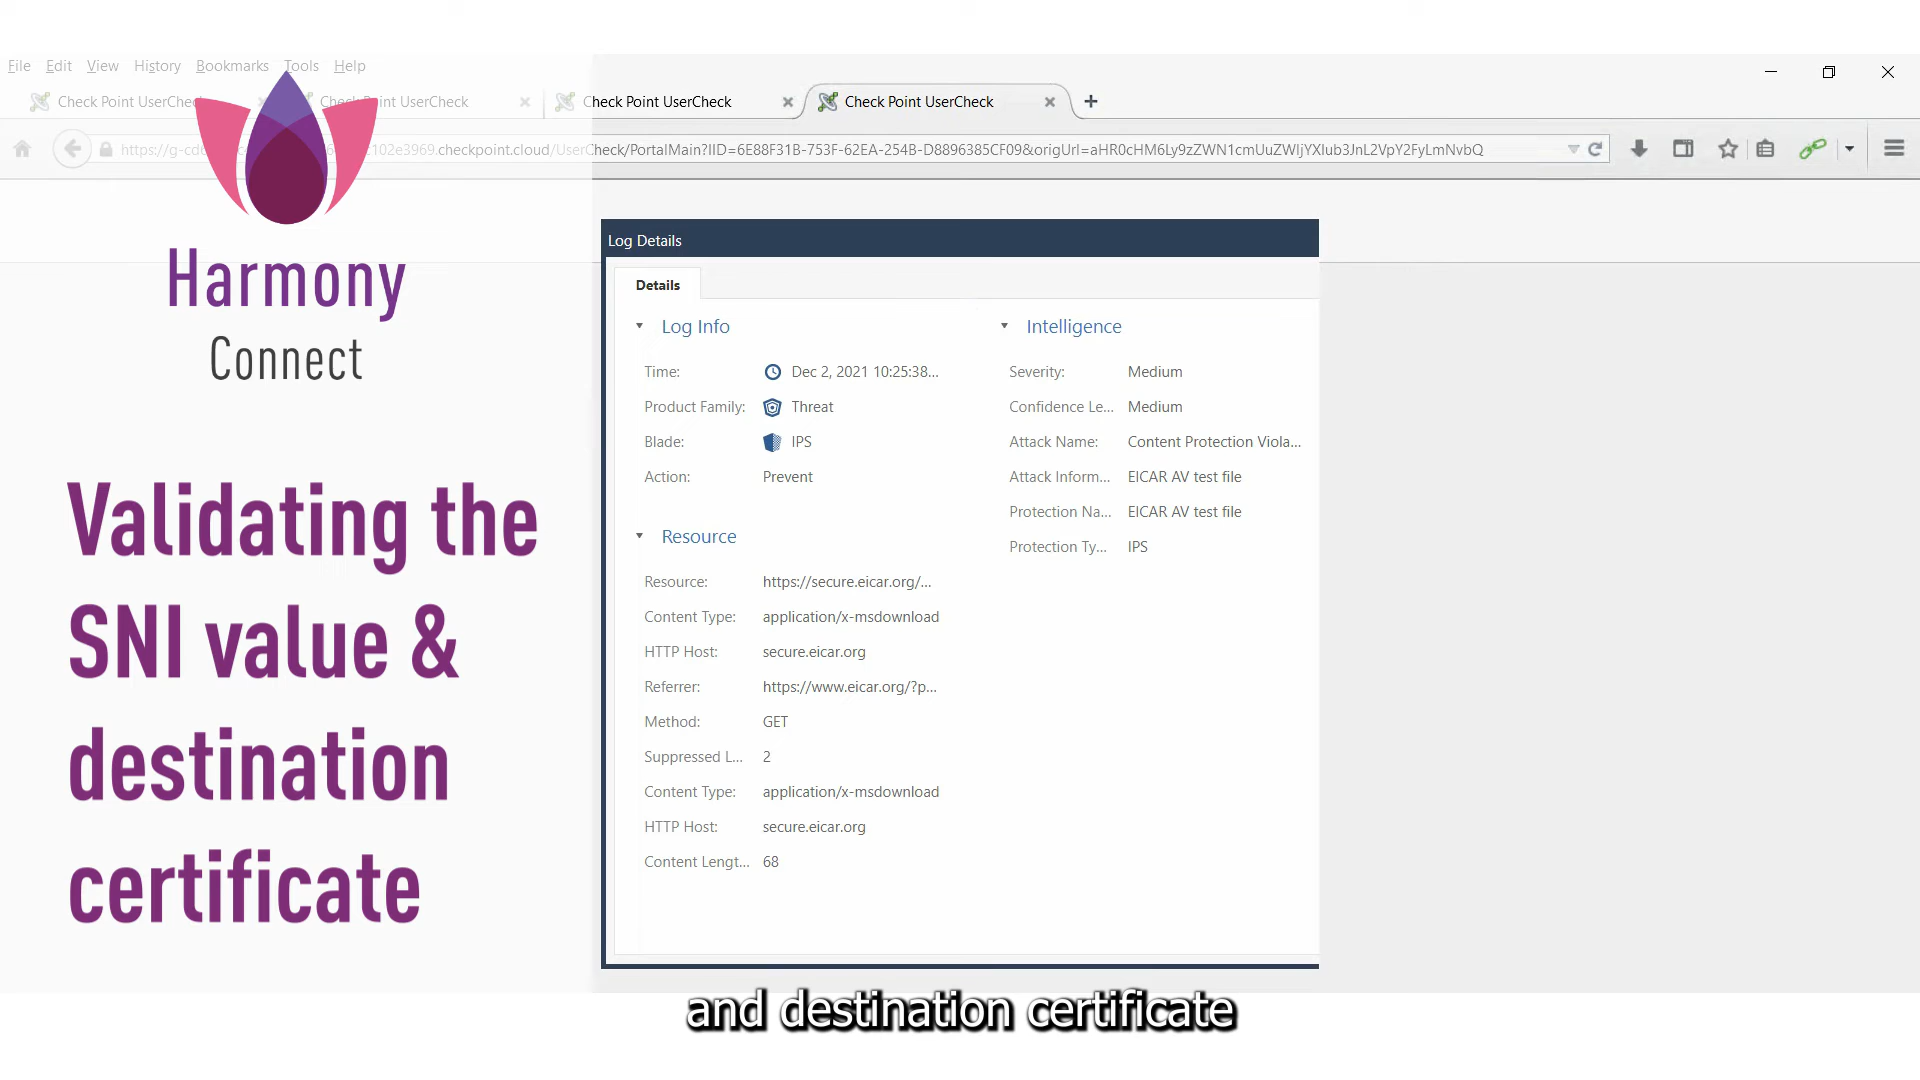 File Edit View History Bookmarks Tools Help
Check Point UserChe
Check Point UserCheck
Check Point UserCheck
Check Point UserCheck
.checkpoint.cloud/UserCheck/PortalMain?IID=6E88F31B-753F-62EA-254B-D8896385CF09&origUrl=aHR0cHM6Ly9zZWN1cmUuZWljYXIub3JnL2VpY2FyLmNvbQ
Harmony
Connect
Validating the
SNI value &
destination
certificate
Log Details
Details
Log Info
Time: Dec 2, 2021 10:25:38...
Product Family: Threat
Blade: IPS
Action: Prevent
Resource
Resource: https://secure.eicar.org/...
Content Type: application/x-msdownload
HTTP Host: secure.eicar.org
Referrer: https://www.eicar.org/?p...
Method: GET
Suppressed L... 2
Content Type: application/x-msdownload
HTTP Host: secure.eicar.org
Content Lengt... 68
Intelligence
Severity: Medium
Confidence Le... Medium
Attack Name: Content Protection Viola...
Attack Inform... EICAR AV test file
Protection Na... EICAR AV test file
Protection Ty... IPS
and destination certificate